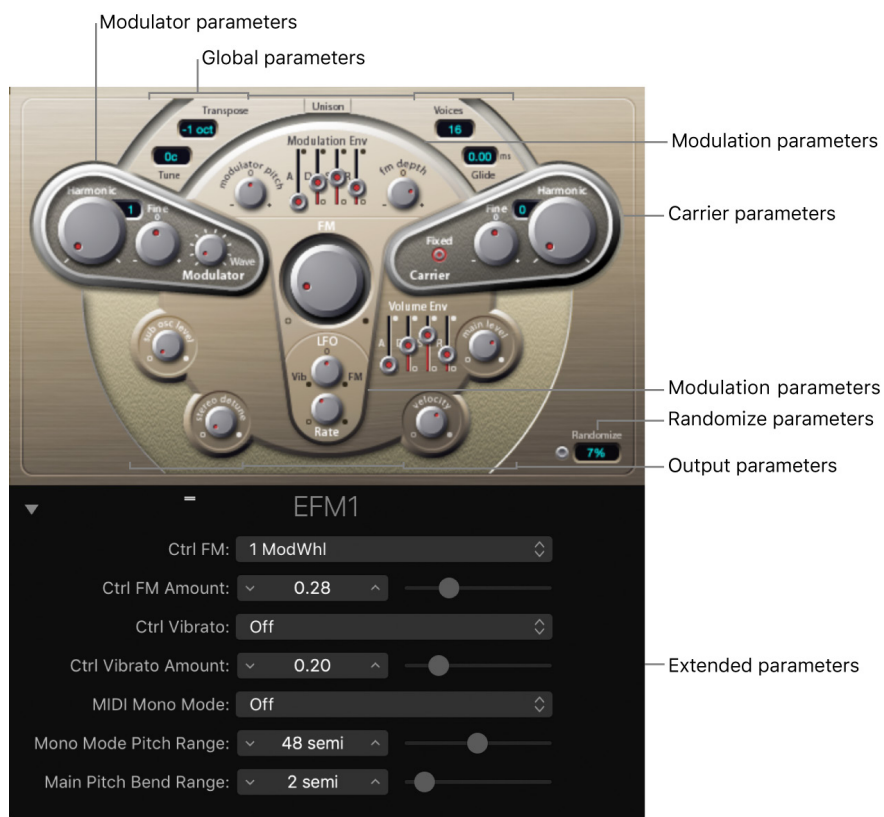 Modulator parameters
Global parameters
Transpose
-1 oct
Unison
Voices
16
0c
Tune
Modulation Env
A D S R
modulator pitch
0
- +
fm depth
0
- +
0.00 ms
Glide
Modulation parameters
Harmonic
1
Fine
0
- +
Wave
Modulator
FM
Fixed
Carrier
Fine
0
- +
0
Harmonic
Carrier parameters
Volume Env
A D S R
sub osc level
main level
LFO
0
Vib FM
Rate
stereo detune
velocity
Modulation parameters
Randomize parameters
Randomize
7%
Output parameters
EFM1
Ctrl FM: 1 ModWhl
Ctrl FM Amount: 0.28
Ctrl Vibrato: Off
Ctrl Vibrato Amount: 0.20
Extended parameters
MIDI Mono Mode: Off
Mono Mode Pitch Range: 48 semi
Main Pitch Bend Range: 2 semi